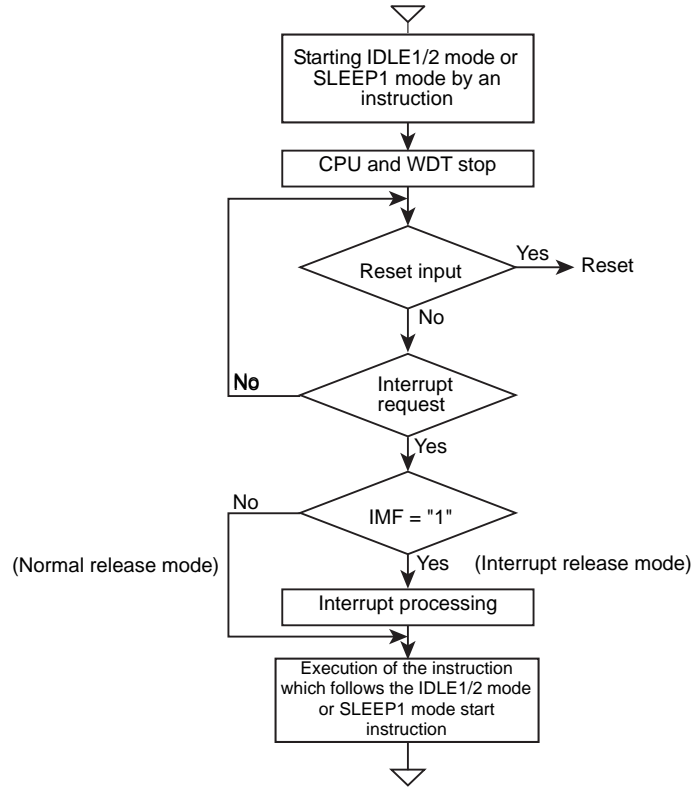 Starting IDLE1/2 mode or
SLEEP1 mode by an
instruction
CPU and WDT stop
Yes
Reset input
Reset
No
No
Interrupt
request
Yes
No
IMF = "1"
(Normal release mode)
Yes
(Interrupt release mode)
Interrupt processing
Execution of the instruction
which follows the IDLE1/2 mode
or SLEEP1 mode start
instruction